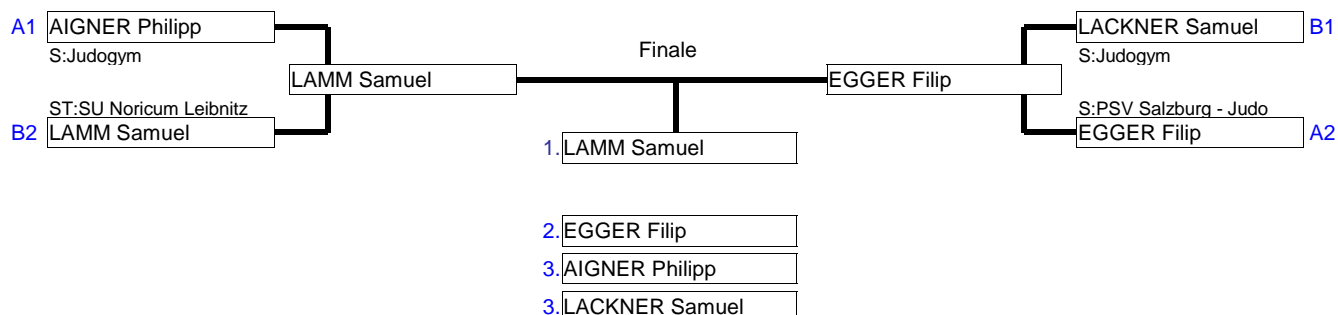 A1 AIGNER Philipp
S:Judogym
LACKNER Samuel B1
S:Judogym
Finale
LAMM Samuel
EGGER Filip
ST:SU Noricum Leibnitz
B2 LAMM Samuel
S:PSV Salzburg - Judo
EGGER Filip A2
1. LAMM Samuel
2. EGGER Filip
3. AIGNER Philipp
3. LACKNER Samuel